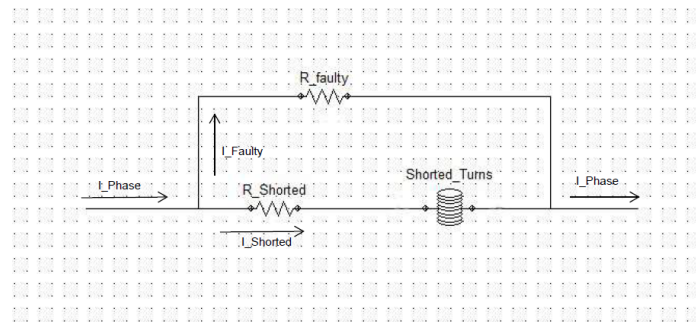 R_faulty
I_Faulty
Shorted_Turns
I_Phase
I_Phase
R_Shorted
I_Shorted